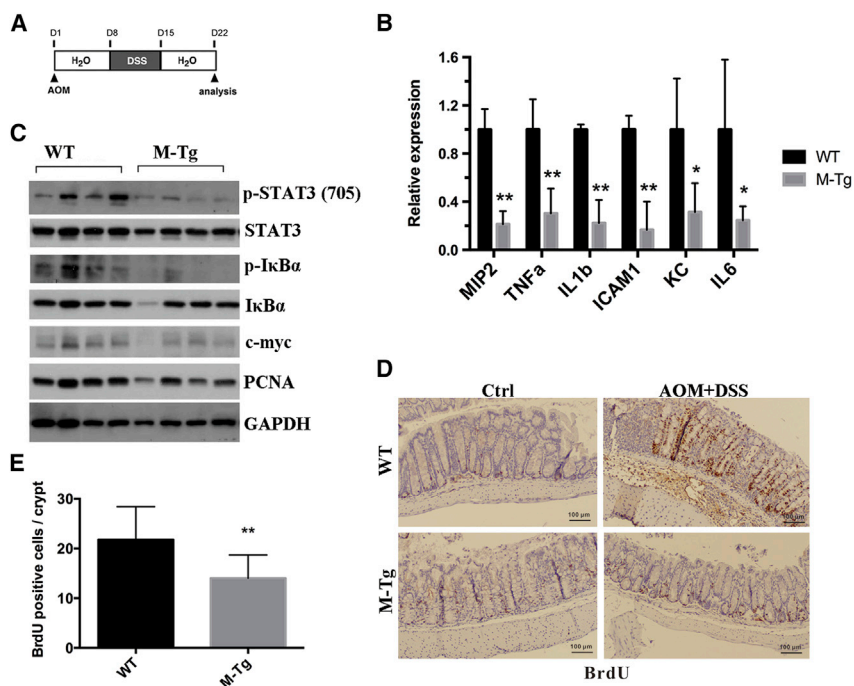 A
D1 D8 D15 D22
H₂O DSS H₂O
AOM analysis
B
Relative expression
1.6
1.2
0.8
0.4
0.0
** ** ** ** * *
MIP2 TNFa IL1b ICAM1 KC IL6
WT
M-Tg
C
WT M-Tg
p-STAT3 (705)
STAT3
p-IκBα
IκBα
c-myc
PCNA
GAPDH
D
Ctrl AOM+DSS
WT
100 μm 100 μm
M-Tg
100 μm 100 μm
BrdU
E
BrdU positive cells / crypt
30
20
10
0
**
WT M-Tg